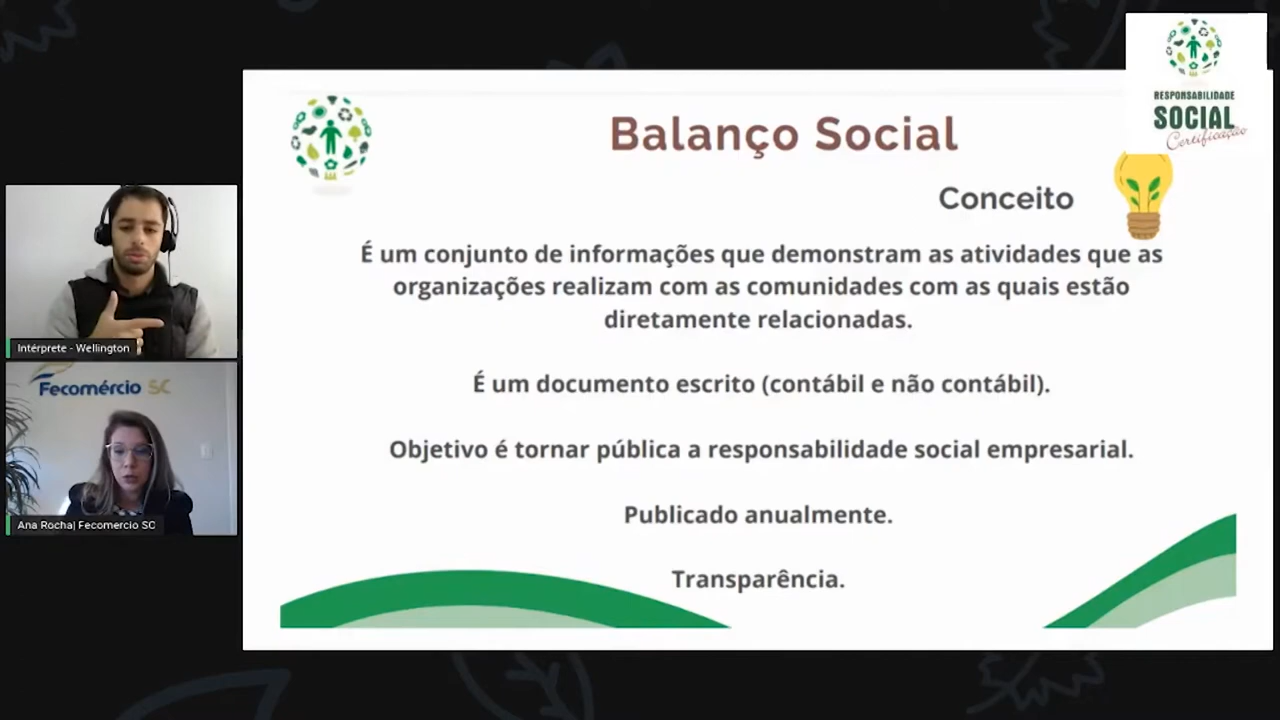 RESPONSABILIDADE
SOCIAL
Certificação
Balanço Social
Conceito
É um conjunto de informações que demonstram as atividades que as
organizações realizam com as comunidades com as quais estão
diretamente relacionadas.
É um documento escrito (contábil e não contábil).
Objetivo é tornar pública a responsabilidade social empresarial.
Publicado anualmente.
Transparência.
Intérprete - Wellington
Fecomércio SC
Ana Rocha| Fecomercio SC